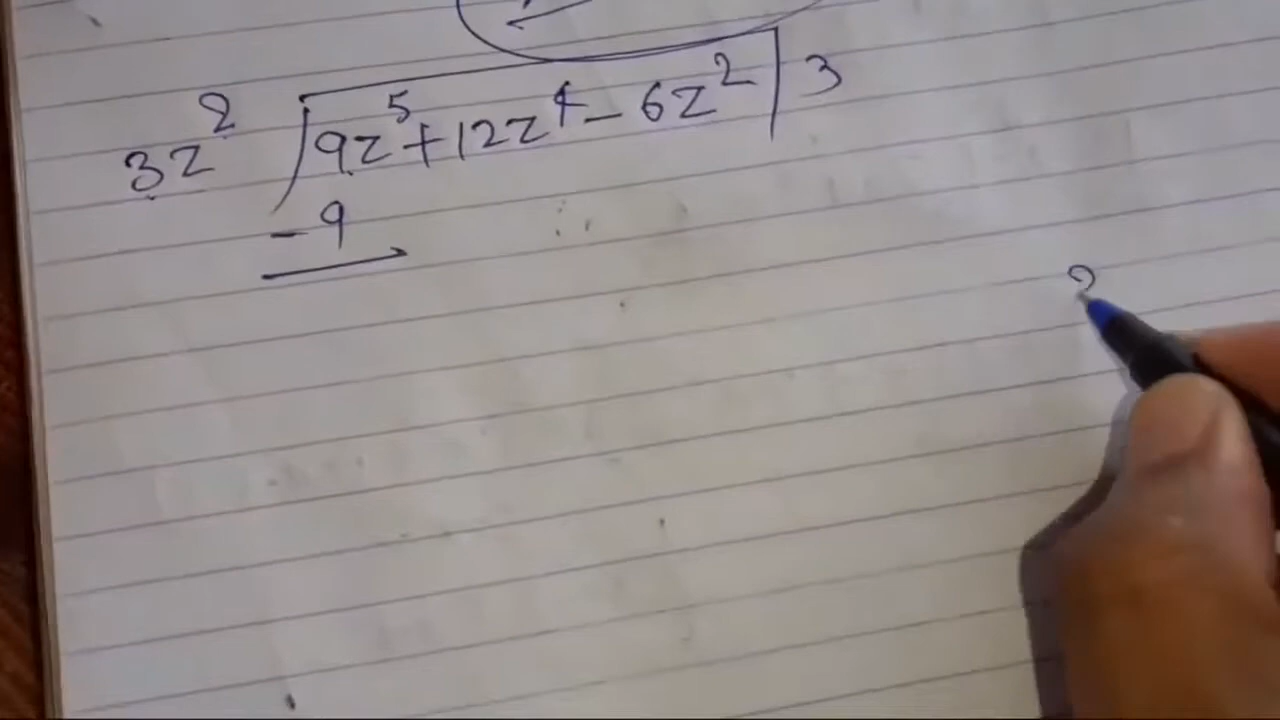 3z² ) 9z⁵ + 12z⁴ - 6z² | 3
- 9